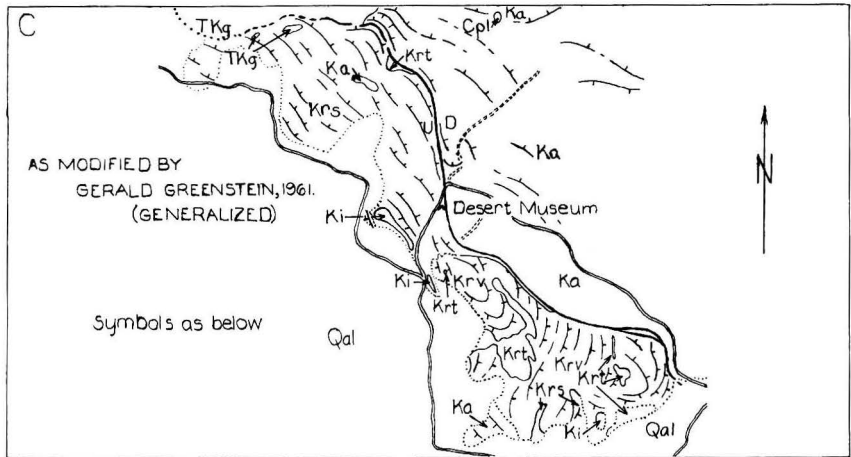 C
TKg
Ka
Cpl
TKg
Krt
Ka
Krs
U D
AS MODIFIED BY
GERALD GREENSTEIN, 1961.
(GENERALIZED)
Ka
N
Ki
Desert Museum
Ki
Krv
Krt
Ka
Symbols as below
Qal
Krt
Krv
Krt
Ka
Krs
Ki
Qal